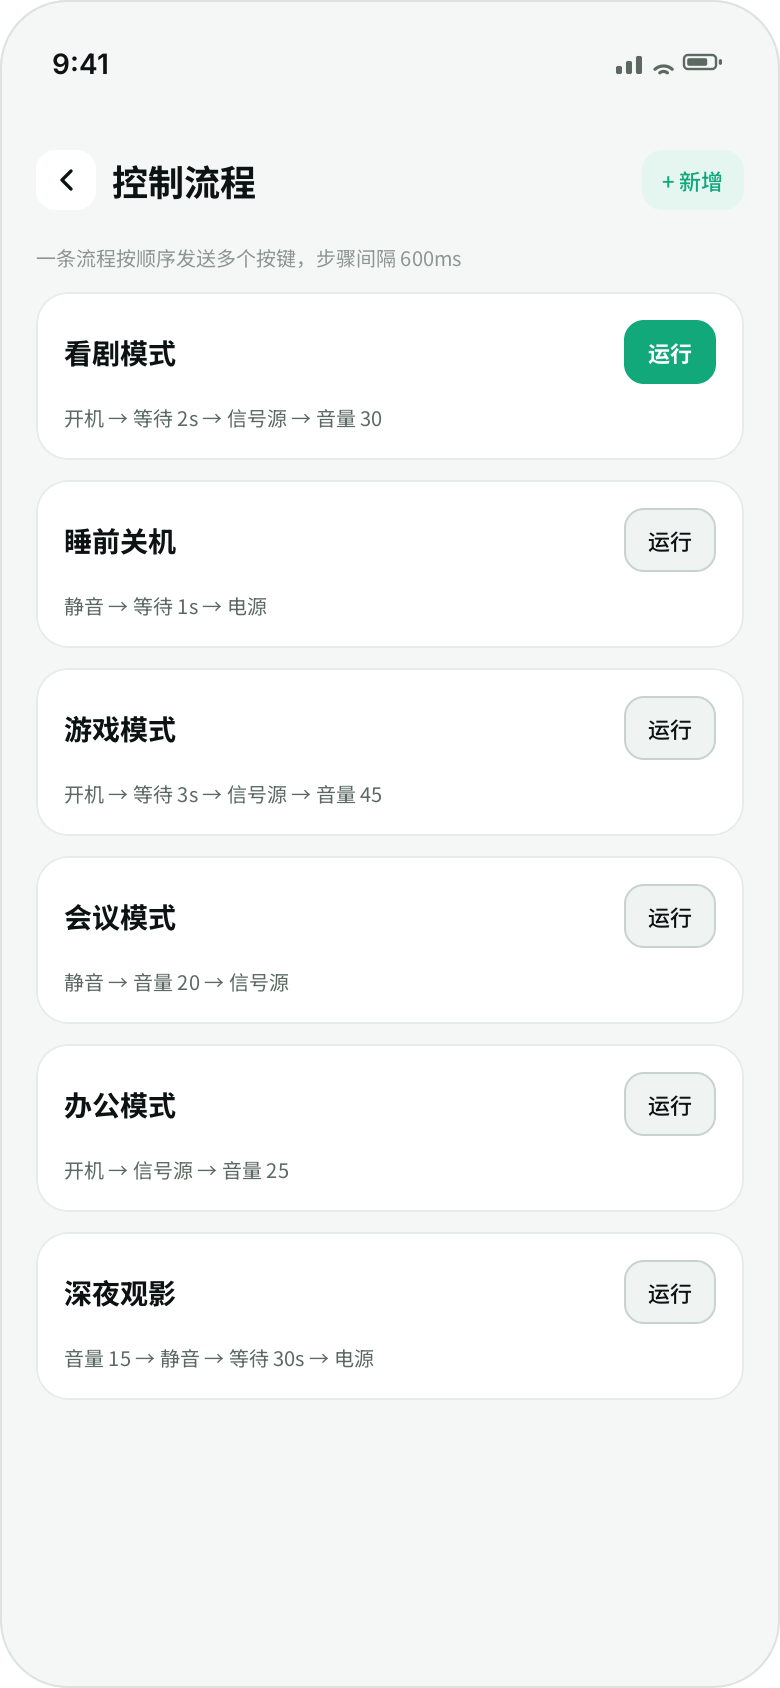 9:41
控制流程
+ 新增
一条流程按顺序发送多个按键，步骤间隔 600ms
看剧模式
运行
开机 → 等待 2s → 信号源 → 音量 30
睡前关机
运行
静音 → 等待 1s → 电源
游戏模式
运行
开机 → 等待 3s → 信号源 → 音量 45
会议模式
运行
静音 → 音量 20 → 信号源
办公模式
运行
开机 → 信号源 → 音量 25
深夜观影
运行
音量 15 → 静音 → 等待 30s → 电源